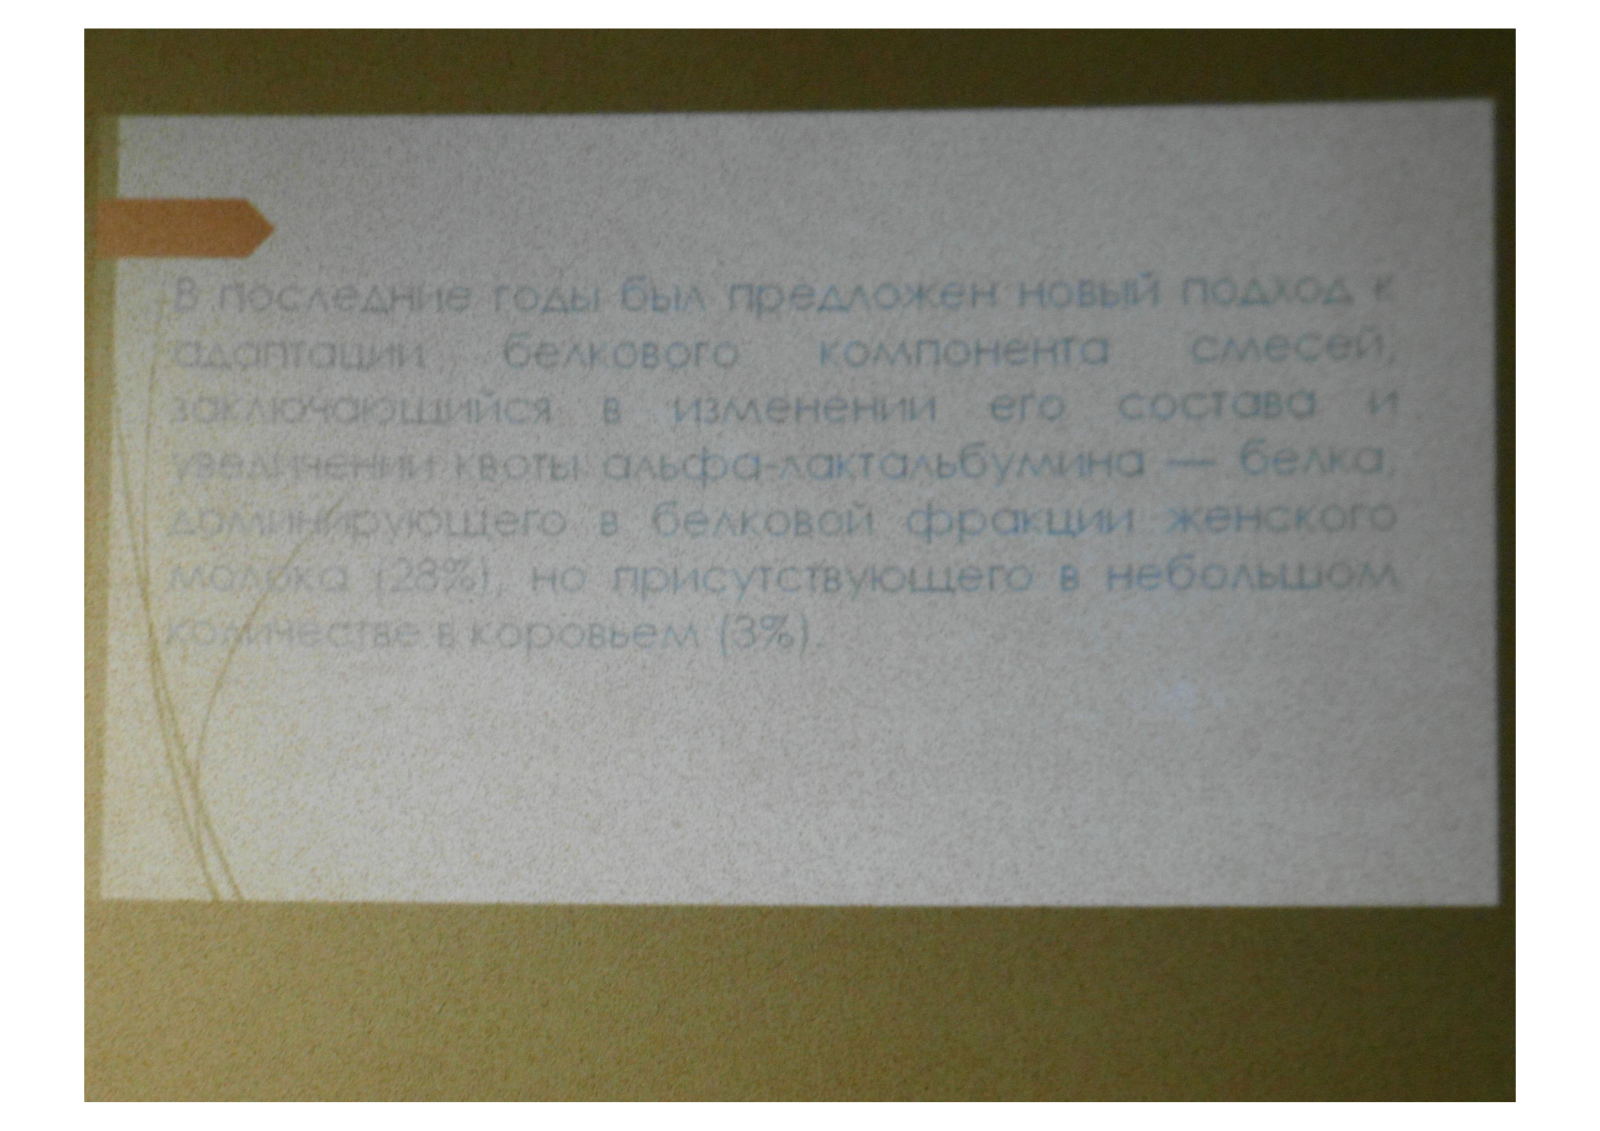 В последние годы был предложен новый подход к
адаптации белкового компонента смесей,
заключающийся в изменении его состава и
увеличении квоты альфа-лактальбумина — белка,
доминирующего в белковой фракции женского
молока (28%), но присутствующего в небольшом
количестве в коровьем (3%).